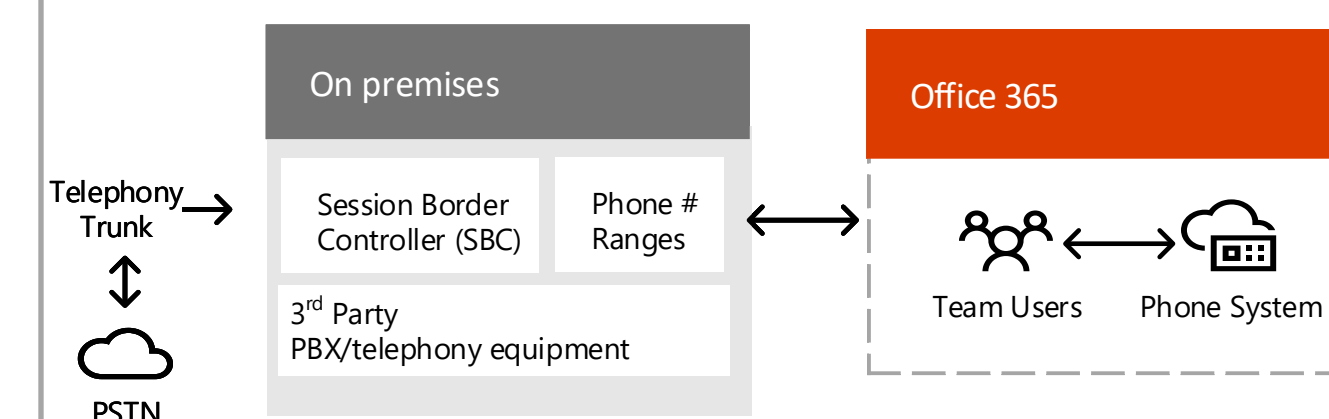 On premises
Office 365
Telephony
Trunk
Session Border
Controller (SBC)
Phone #
Ranges
3rd Party
PBX/telephony equipment
Team Users
Phone System
PSTN